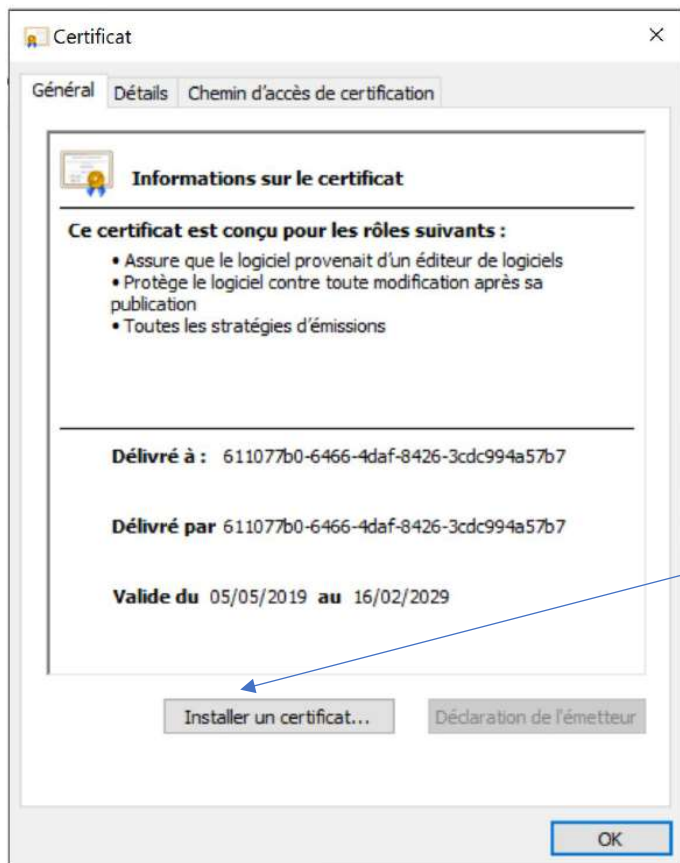 Certificat
Général Détails Chemin d'accès de certification
Informations sur le certificat
Ce certificat est conçu pour les rôles suivants :
• Assure que le logiciel provenait d'un éditeur de logiciels
• Protège le logiciel contre toute modification après sa
publication
• Toutes les stratégies d'émissions
Délivré à : 611077b0-6466-4daf-8426-3cdc994a57b7
Délivré par 611077b0-6466-4daf-8426-3cdc994a57b7
Valide du 05/05/2019 au 16/02/2029
Installer un certificat... Déclaration de l'émetteur
OK